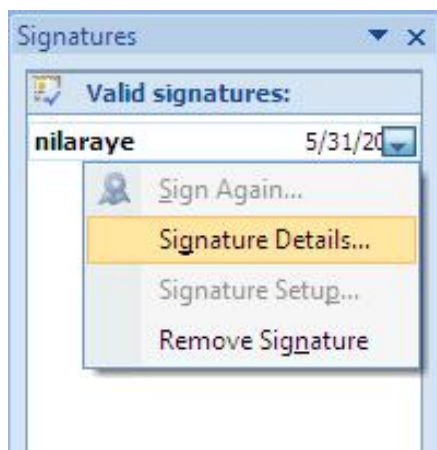 Signatures
Valid signatures:
nilaraye 5/31/20
Sign Again...
Signature Details...
Signature Setup...
Remove Signature